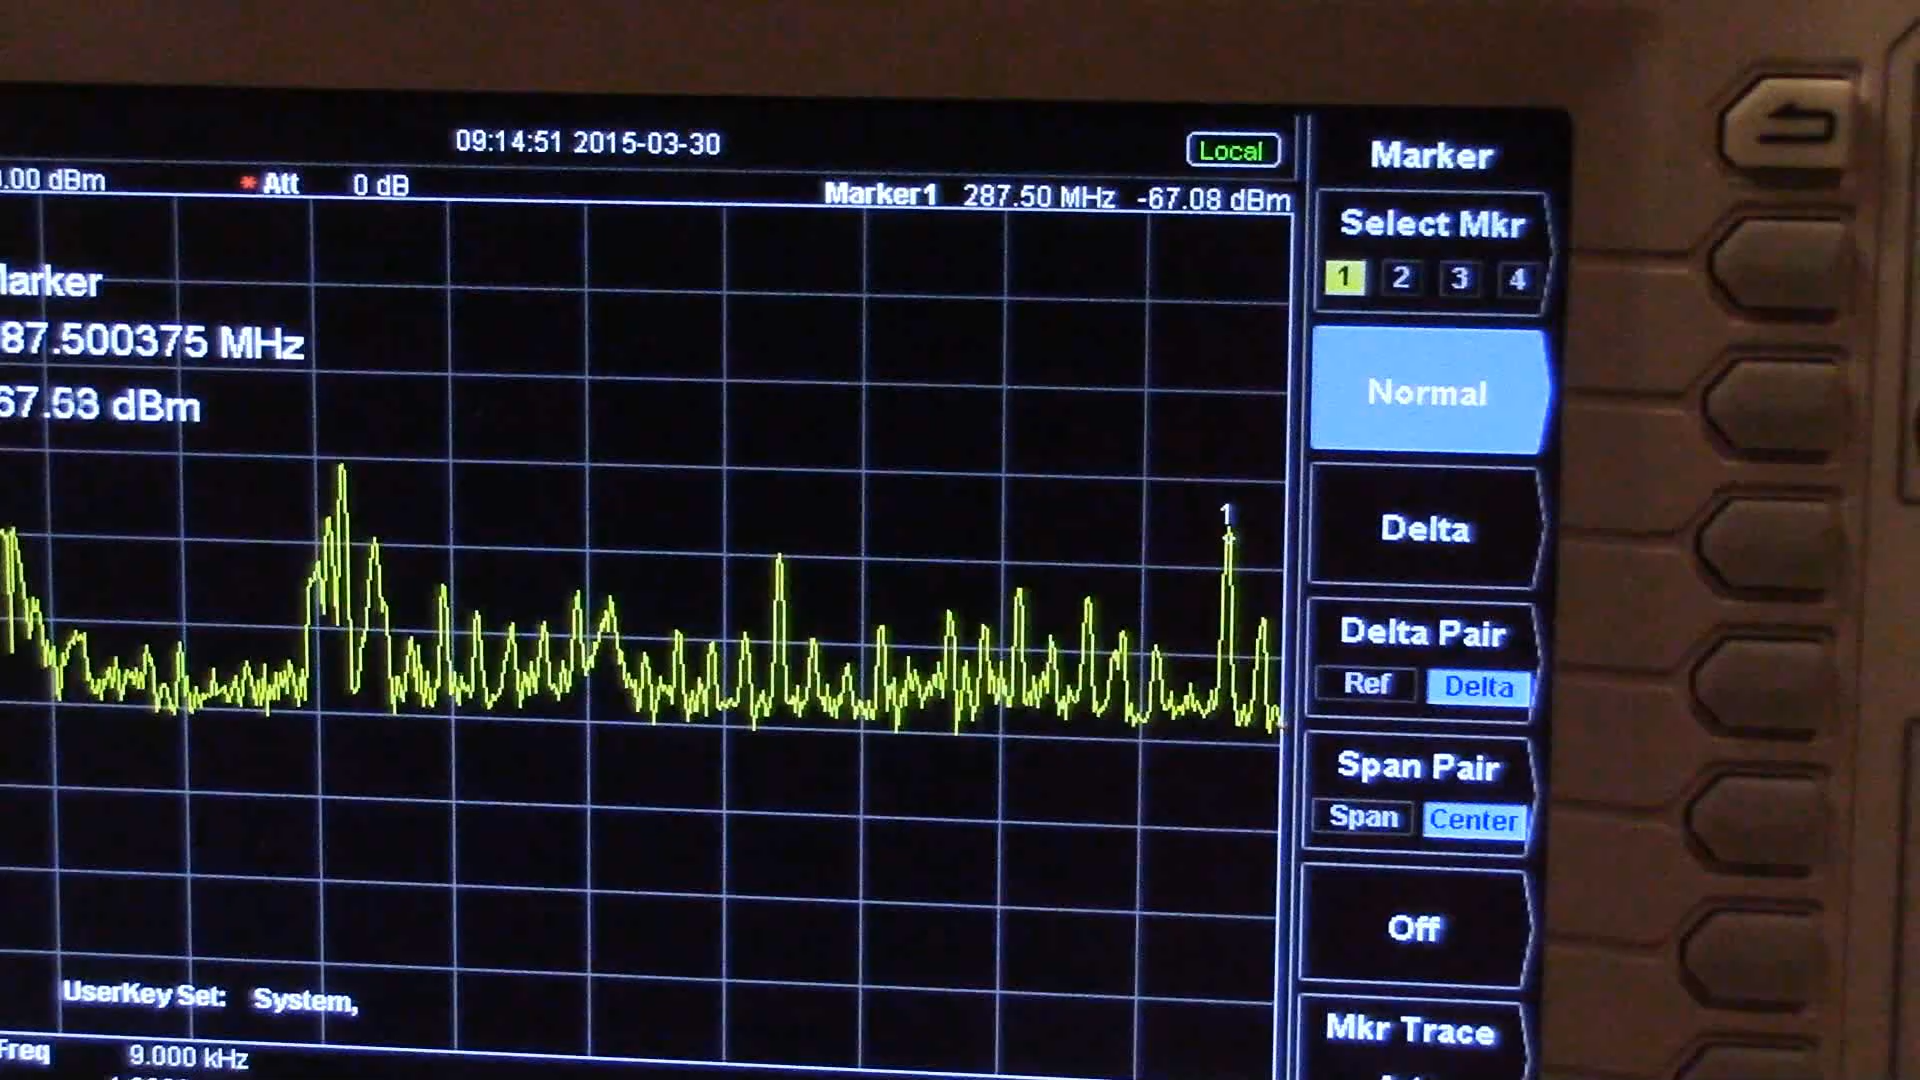 09:14:51 2015-03-30
Local
.00 dBm * Att 0 dB
Marker1 287.50 MHz -67.08 dBm
arker
87.500375 MHz
67.53 dBm
1
UserKey Set: System,
Freq 9.000 kHz
Marker
Select Mkr
1 2 3 4
Normal
Delta
Delta Pair
Ref Delta
Span Pair
Span Center
Off
Mkr Trace